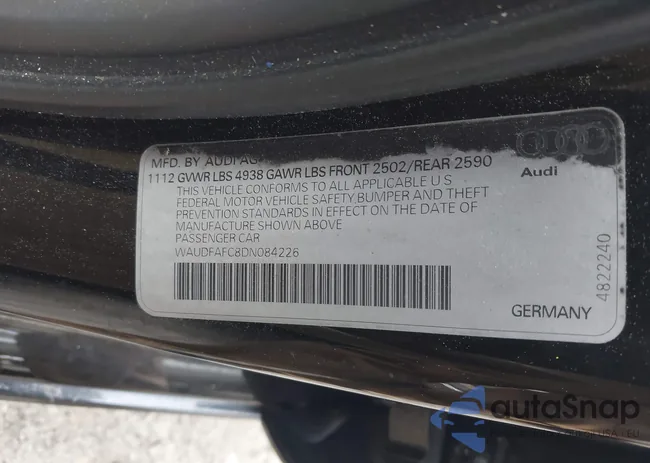 MFD. BY AUDI AG
1112 GVWR LBS 4938 GAWR LBS FRONT 2502/REAR 2590
Audi
THIS VEHICLE CONFORMS TO ALL APPLICABLE U S
FEDERAL MOTOR VEHICLE SAFETY BUMPER AND THEFT
PREVENTION STANDARDS IN EFFECT ON THE DATE OF
MANUFACTURE SHOWN ABOVE
PASSENGER CAR
WAUDFAFC8DN084226
4822240
GERMANY
autaSnap